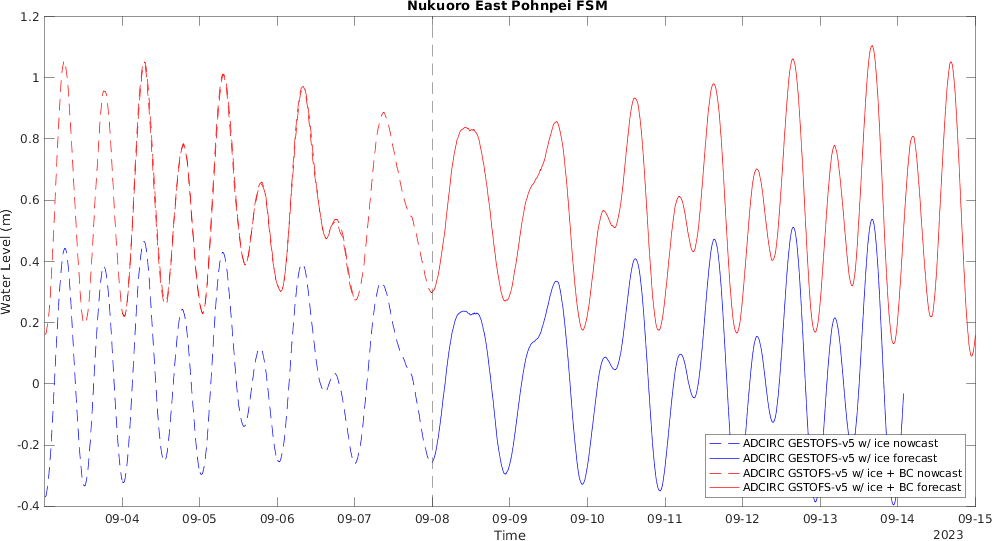 Nukuoro East Pohnpei FSM
1.2
1
0.8
0.6
0.4
0.2
0
-0.2
-0.4
Water Level (m)
ADCIRC GESTOFS-v5 w/ ice nowcast
ADCIRC GESTOFS-v5 w/ ice forecast
ADCIRC GSTOFS-v5 w/ ice + BC nowcast
ADCIRC GSTOFS-v5 w/ ice + BC forecast
09-04 09-05 09-06 09-07 09-08 09-09 09-10 09-11 09-12 09-13 09-14 09-15
Time
2023